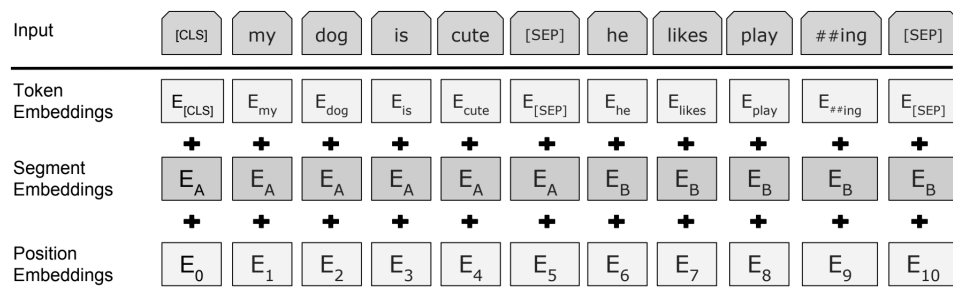 Input [CLS] my dog is cute [SEP] he likes play ##ing [SEP]
Token
Embeddings
E[CLS] Emy Edog Eis Ecute E[SEP] Ehe Elikes Eplay E##ing E[SEP]
+ + + + + + + + + + +
Segment
Embeddings
EA EA EA EA EA EA EB EB EB EB EB
+ + + + + + + + + + +
Position
Embeddings
E0 E1 E2 E3 E4 E5 E6 E7 E8 E9 E10